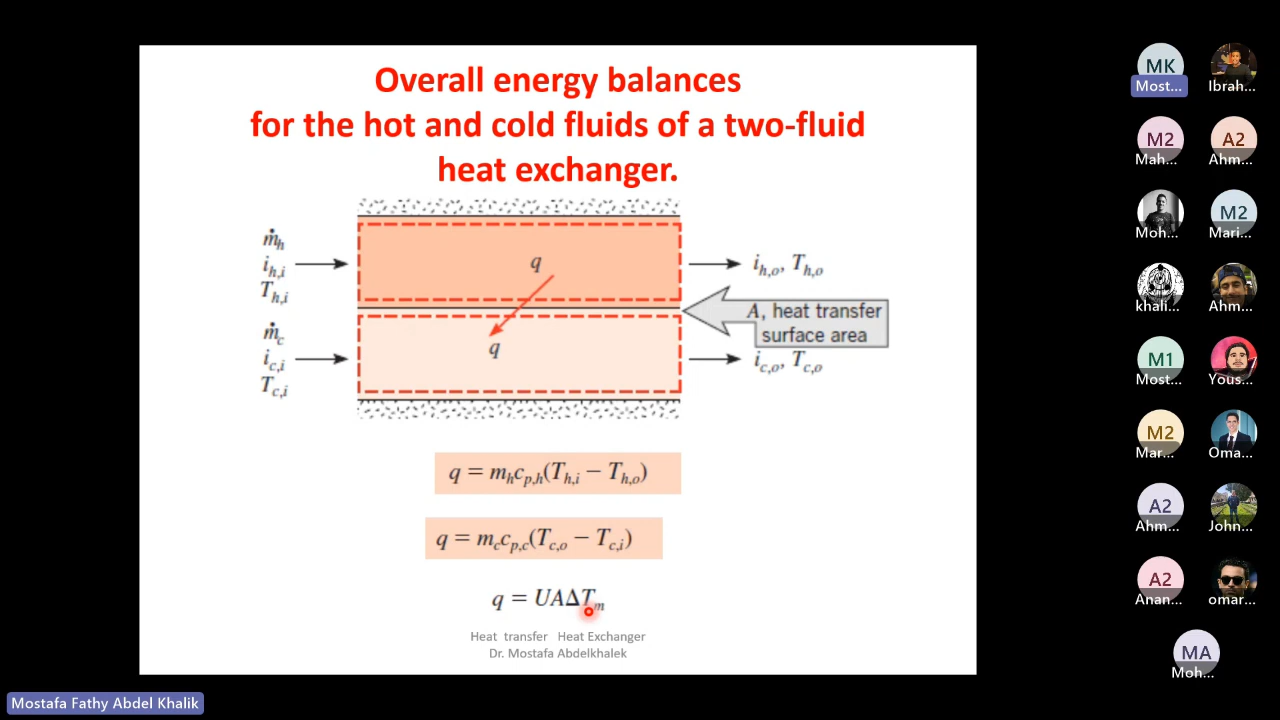 Overall energy balances
for the hot and cold fluids of a two-fluid
heat exchanger.
ṁh
ih,i
Th,i
q
ih,o, Th,o
A, heat transfer
surface area
ṁc
ic,i
Tc,i
q
ic,o, Tc,o
q = mhcp,h(Th,i − Th,o)
q = mccp,c(Tc,o − Tc,i)
q = UAΔTm
Heat transfer Heat Exchanger
Dr. Mostafa Abdelkhalek
MK
Most...
Ibrah...
M2
Mah...
A2
Ahm...
Moh...
M2
Mari...
khali...
Ahm...
M1
Most...
Yous...
M2
Mar...
Oma...
A2
Ahm...
John...
A2
Anan...
omar...
MA
Moh...
Mostafa Fathy Abdel Khalik